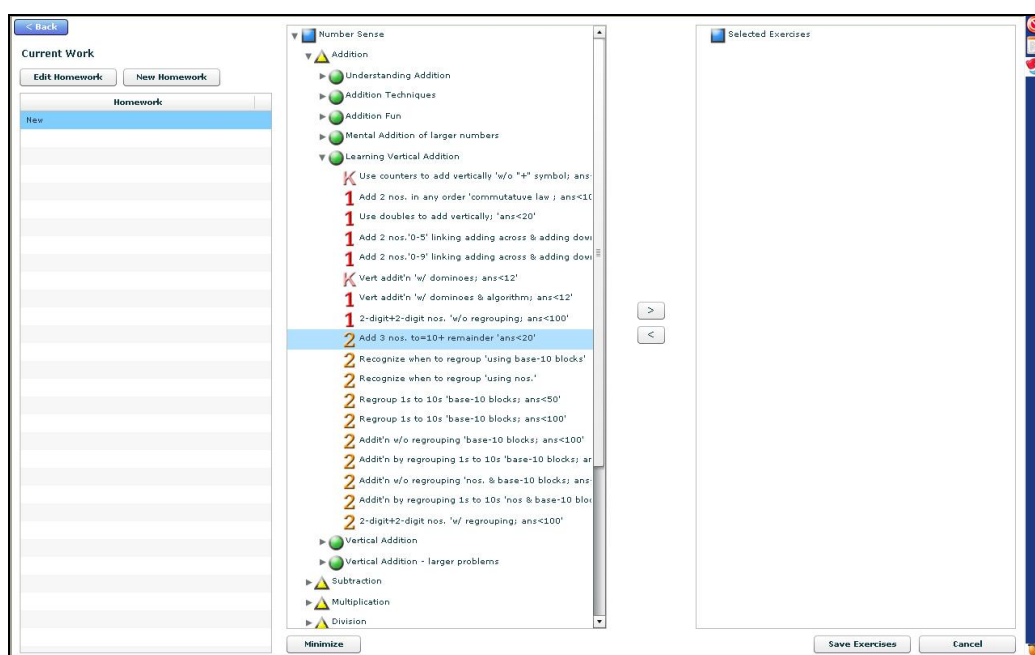 < Back
Current Work
Edit Homework
New Homework
Homework
New
Number Sense
Addition
Understanding Addition
Addition Techniques
Addition Fun
Mental Addition of larger numbers
Learning Vertical Addition
K Use counters to add vertically 'w/o "+" symbol; ans
1 Add 2 nos. in any order 'commutatuve law ; ans<10
1 Use doubles to add vertically; 'ans<20'
1 Add 2 nos.'0-5' linking adding across & adding dow
1 Add 2 nos.'0-9' linking adding across & adding dow
K Vert addit'n 'w/ dominoes; ans<12'
1 Vert addit'n 'w/ dominoes & algorithm; ans<12'
1 2-digit+2-digit nos. 'w/o regrouping; ans<100'
2 Add 3 nos. to=10+ remainder 'ans<20'
2 Recognize when to regroup 'using base-10 blocks'
2 Recognize when to regroup 'using nos.'
2 Regroup 1s to 10s 'base-10 blocks; ans<50'
2 Regroup 1s to 10s 'base-10 blocks; ans<100'
2 Addit'n w/o regrouping 'base-10 blocks; ans<100'
2 Addit'n by regrouping 1s to 10s 'base-10 blocks; an
2 Addit'n w/o regrouping 'nos. & base-10 blocks; ans
2 Addit'n by regrouping 1s to 10s 'nos & base-10 bloc
2 2-digit+2-digit nos. 'w/ regrouping; ans<100'
Vertical Addition
Vertical Addition - larger problems
Subtraction
Multiplication
Division
Minimize
>
<
Selected Exercises
Save Exercises
Cancel